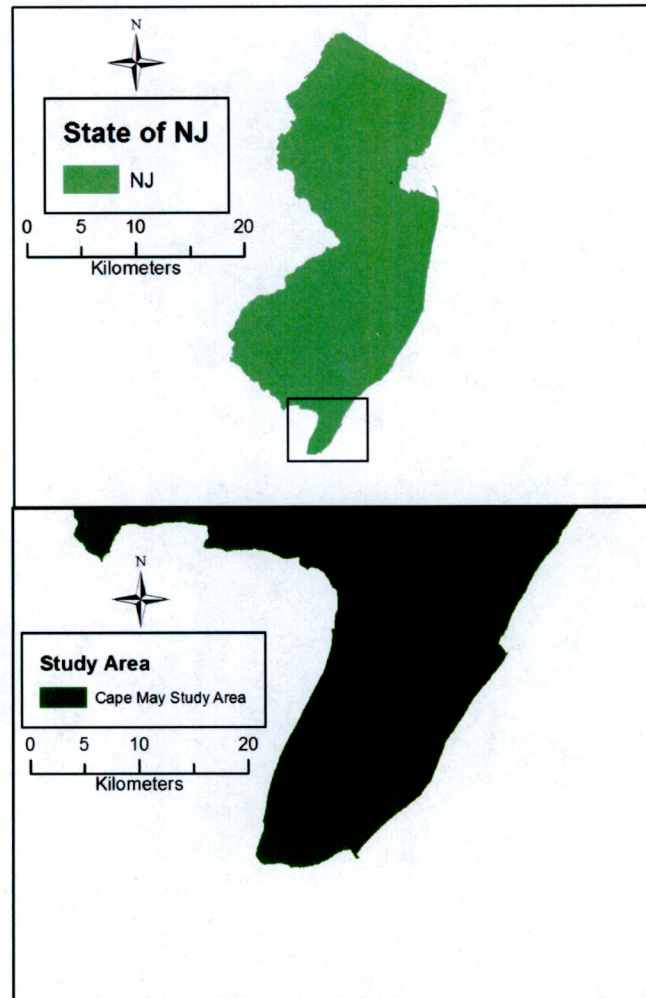 N
State of NJ
NJ
0 5 10 20
Kilometers
N
Study Area
Cape May Study Area
0 5 10 20
Kilometers